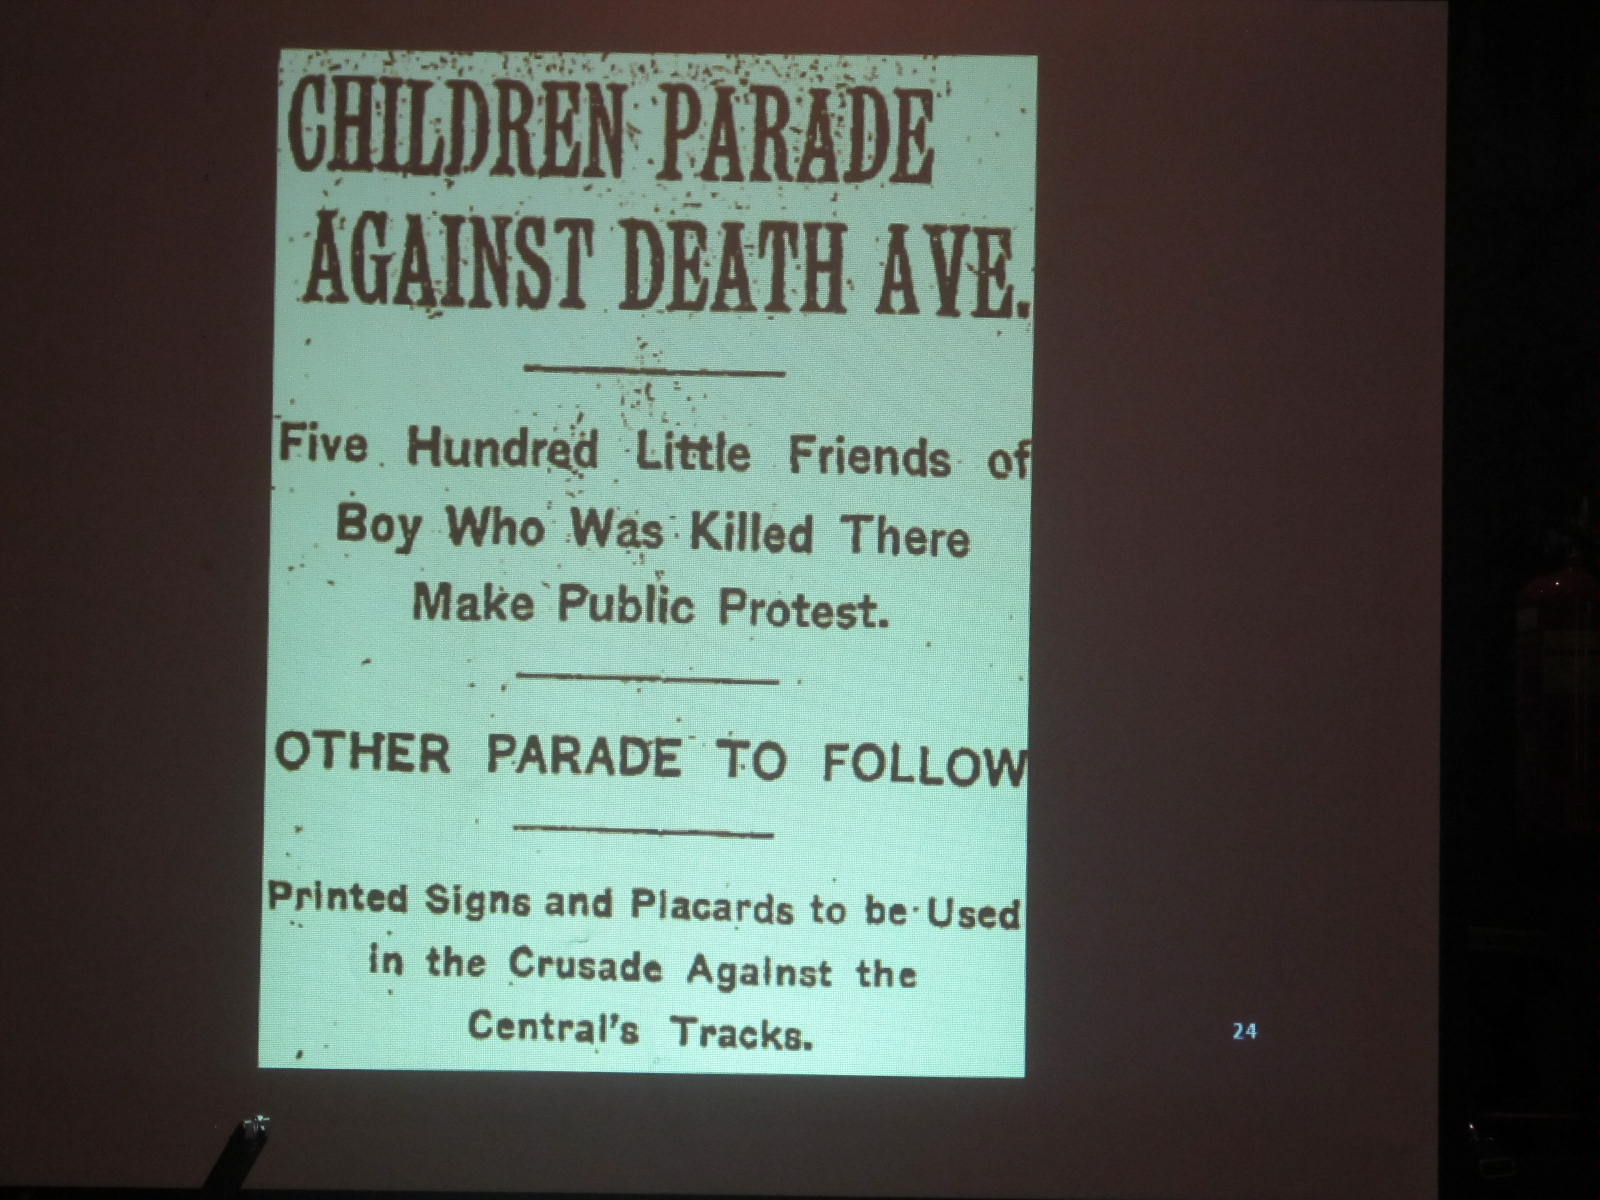 CHILDREN PARADE
AGAINST DEATH AVE.
Five Hundred Little Friends of
Boy Who Was Killed There
Make Public Protest.
OTHER PARADE TO FOLLOW
Printed Signs and Placards to be Used
in the Crusade Against the
Central's Tracks.
24